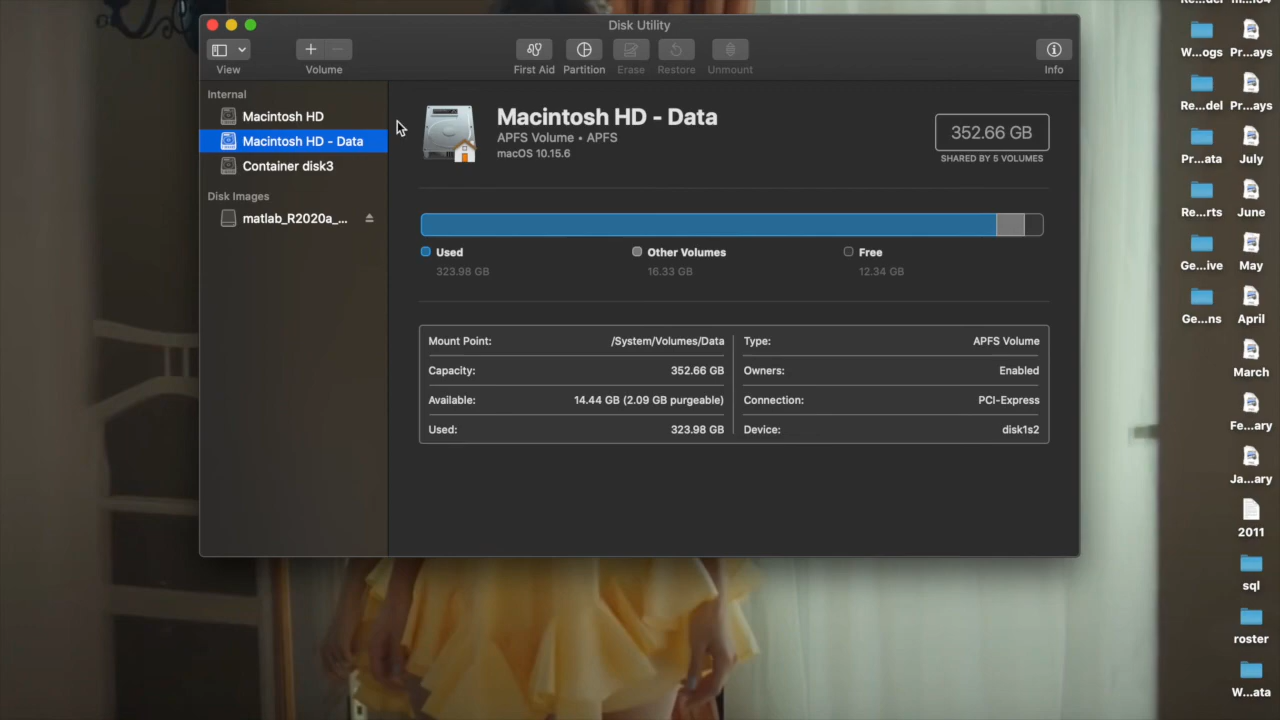 Disk Utility
View
Volume
First Aid
Partition
Erase
Restore
Unmount
Info
Internal
Macintosh HD
Macintosh HD - Data
Container disk3
Disk Images
matlab_R2020a_...
Macintosh HD - Data
APFS Volume • APFS
macOS 10.15.6
352.66 GB
SHARED BY 5 VOLUMES
Used
323.98 GB
Other Volumes
16.33 GB
Free
12.34 GB
Mount Point: /System/Volumes/Data
Capacity: 352.66 GB
Available: 14.44 GB (2.09 GB purgeable)
Used: 323.98 GB
Type: APFS Volume
Owners: Enabled
Connection: PCI-Express
Device: disk1s2
W...ogs Pr...ays
Re...del Pr...ays
Pr...ata July
Re...rts June
Ge...ive May
Ge...ns April
March
Fe...ary
Ja...ary
2011
sql
roster
W...ata